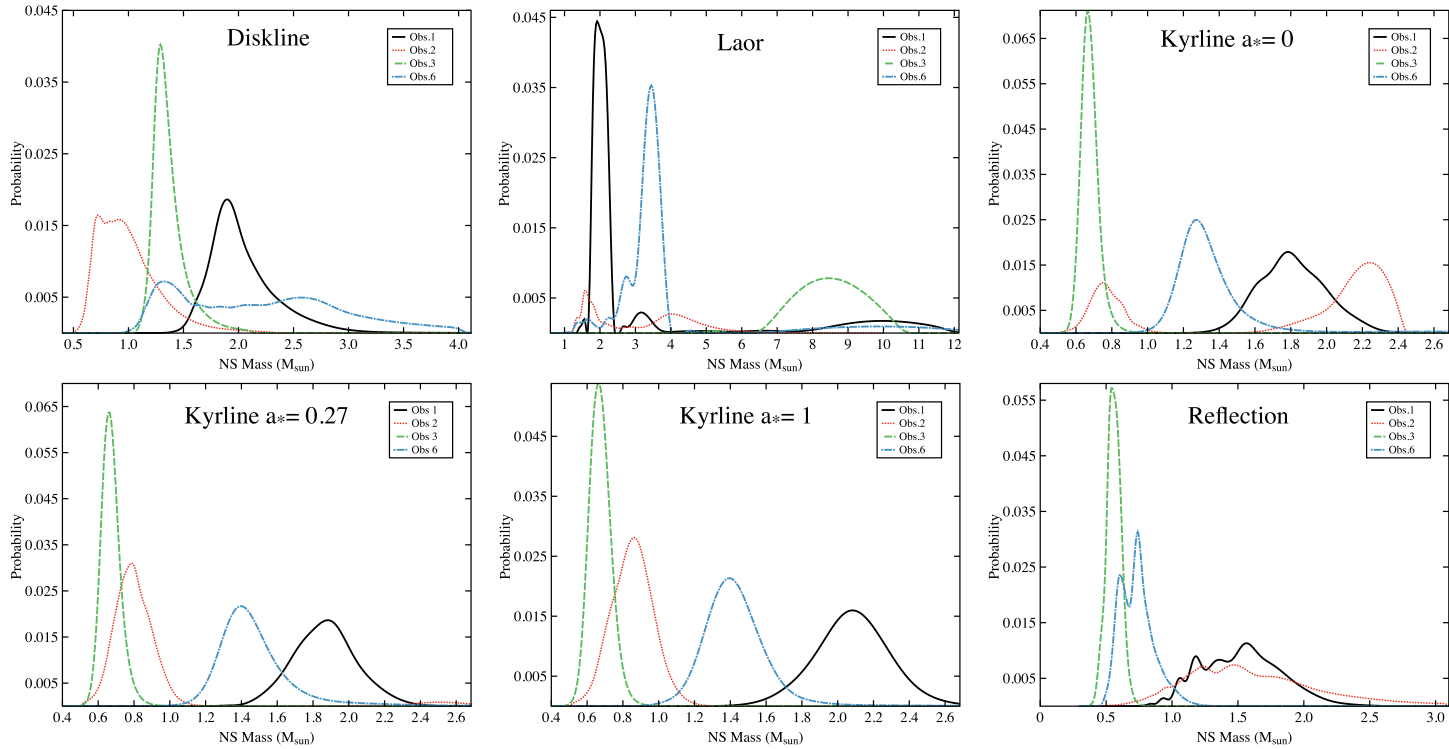 Diskline
Obs.1
Obs.2
Obs.3
Obs.6
Probability
0.045
0.035
0.025
0.015
0.005
0.5 1.0 1.5 2.0 2.5 3.0 3.5 4.0
NS Mass (Msun)
Laor
Obs.1
Obs.2
Obs.3
Obs.6
Probability
0.045
0.035
0.025
0.015
0.005
1 2 3 4 5 6 7 8 9 10 11 12
NS Mass (Msun)
Kyrline a*= 0
Obs.1
Obs.2
Obs.3
Obs.6
Probability
0.065
0.055
0.045
0.035
0.025
0.015
0.005
0.4 0.6 0.8 1.0 1.2 1.4 1.6 1.8 2.0 2.2 2.4 2.6
NS Mass (Msun)
Kyrline a*= 0.27
Obs 1
Obs 2
Obs 3
Obs 6
Probability
0.065
0.055
0.045
0.035
0.025
0.015
0.005
0.4 0.6 0.8 1.0 1.2 1.4 1.6 1.8 2.0 2.2 2.4 2.6
NS Mass (Msun)
Kyrline a*= 1
Obs.1
Obs.2
Obs.3
Obs.6
Probability
0.045
0.035
0.025
0.015
0.005
0.4 0.6 0.8 1.0 1.2 1.4 1.6 1.8 2.0 2.2 2.4 2.6
NS Mass (Msun)
Reflection
Obs.1
Obs.2
Obs.3
Obs.6
Probability
0.055
0.045
0.035
0.025
0.015
0.005
0 0.5 1.0 1.5 2.0 2.5 3.0
NS Mass (Msun)